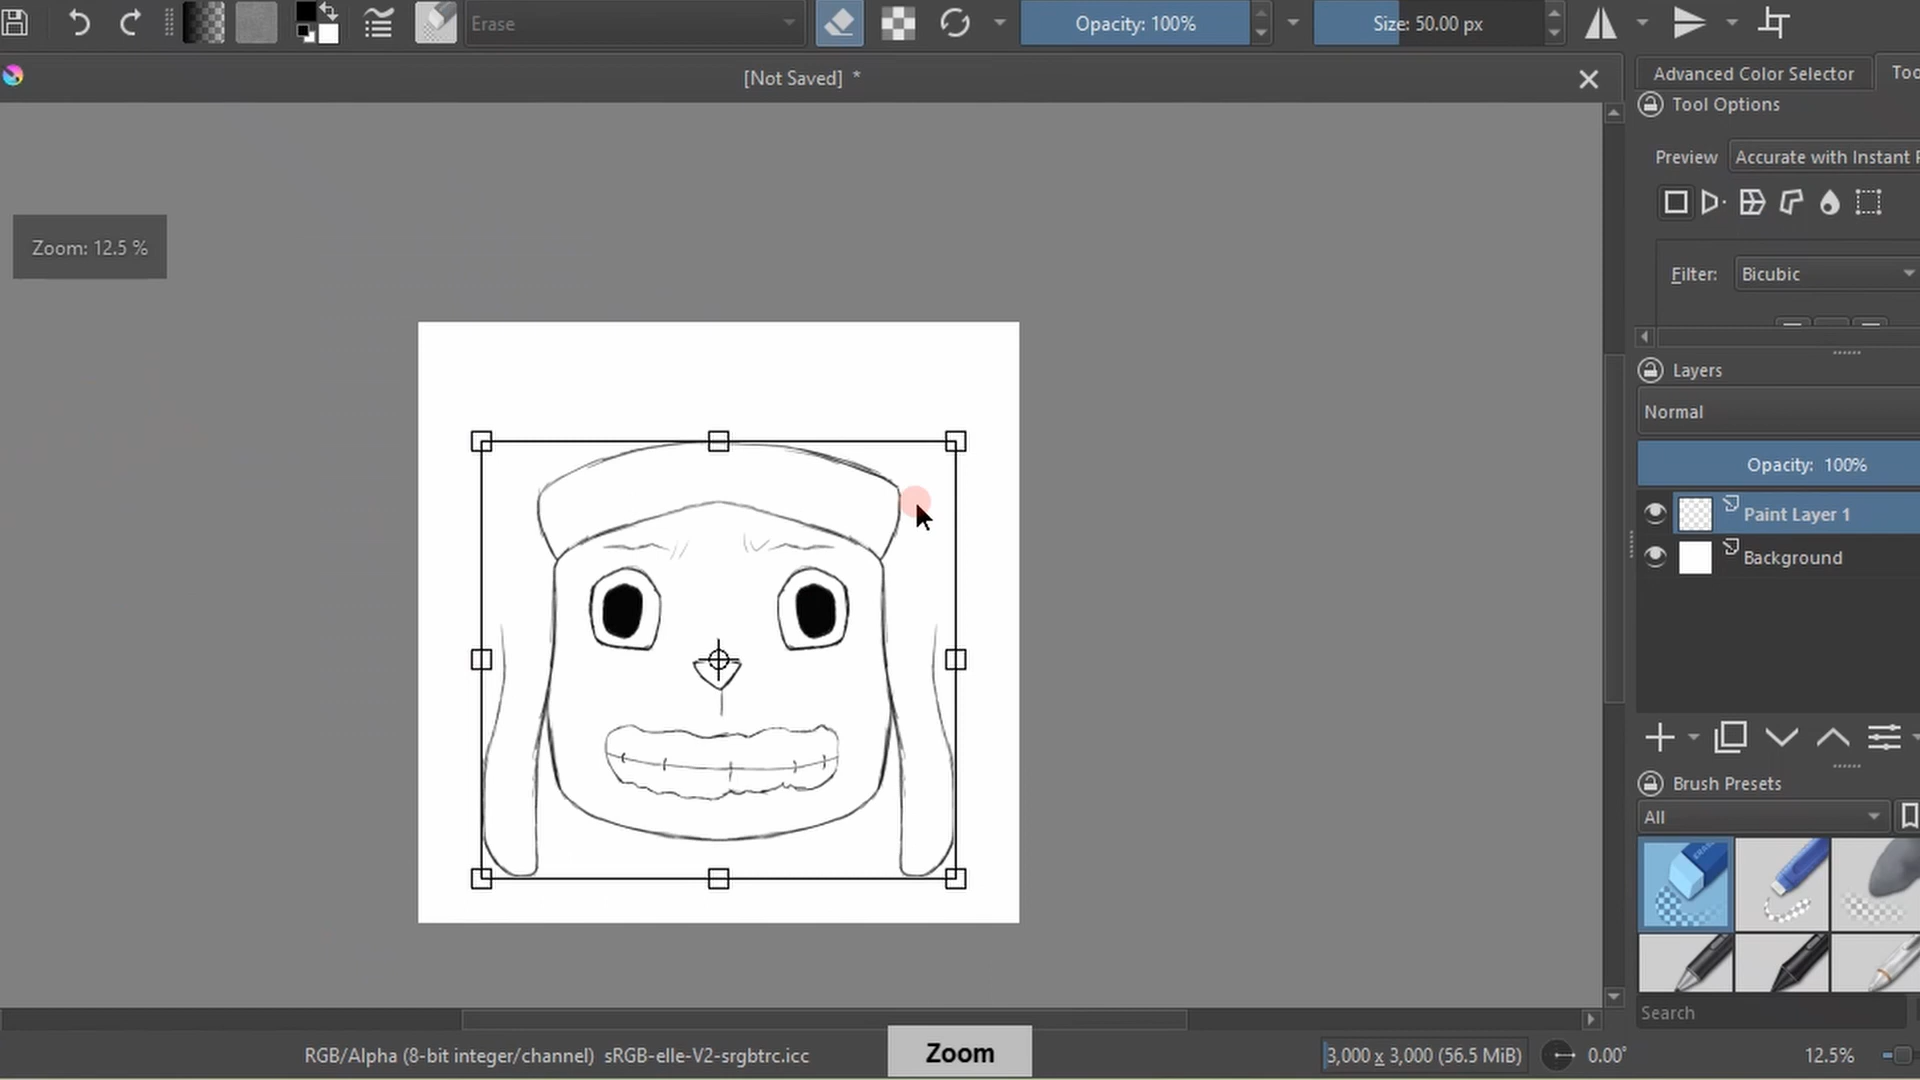 Erase
Opacity: 100%
Size: 50.00 px
[Not Saved] *
Advanced Color Selector
Tool Options
Preview
Accurate with Instant
Zoom: 12.5 %
Filter:
Bicubic
Layers
Normal
Opacity: 100%
Paint Layer 1
Background
Brush Presets
All
Search
RGB/Alpha (8-bit integer/channel) sRGB-elle-V2-srgbtrc.icc
Zoom
3,000 x 3,000 (56.5 MiB)
0.00°
12.5%